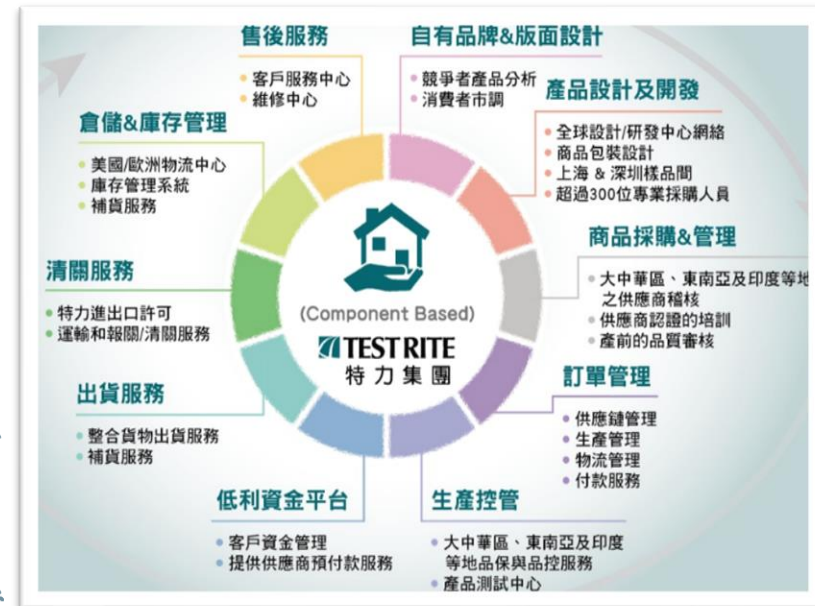 售後服務
客戶服務中心
維修中心
自有品牌&版面設計
競爭者產品分析
消費者市調
產品設計及開發
全球設計/研發中心網絡
商品包裝設計
上海 & 深圳樣品間
超過300位專業採購人員
商品採購&管理
大中華區、東南亞及印度等地
之供應商稽核
供應商認證的培訓
產前的品質審核
訂單管理
供應鏈管理
生產管理
物流管理
付款服務
生產控管
大中華區、東南亞及印度
等地品保與品控服務
產品測試中心
低利資金平台
客戶資金管理
提供供應商預付款服務
出貨服務
整合貨物出貨服務
補貨服務
清關服務
特力進出口許可
運輸和報關/清關服務
倉儲&庫存管理
美國/歐洲物流中心
庫存管理系統
補貨服務
(Component Based)
TEST RITE
特力集團